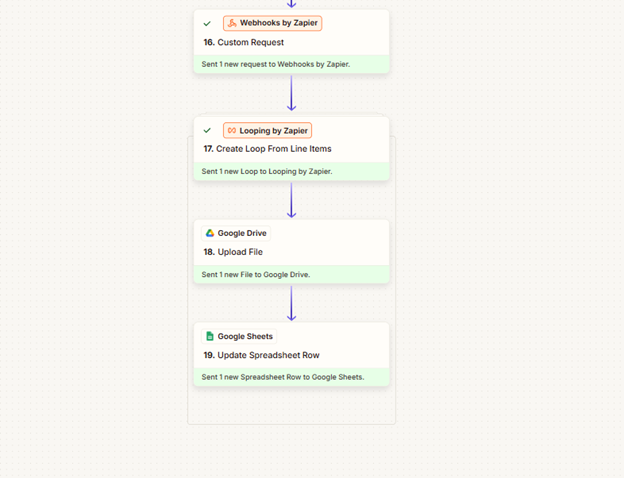 Webhooks by Zapier
16. Custom Request
Sent 1 new request to Webhooks by Zapier.
Looping by Zapier
17. Create Loop From Line Items
Sent 1 new Loop to Looping by Zapier.
Google Drive
18. Upload File
Sent 1 new File to Google Drive.
Google Sheets
19. Update Spreadsheet Row
Sent 1 new Spreadsheet Row to Google Sheets.